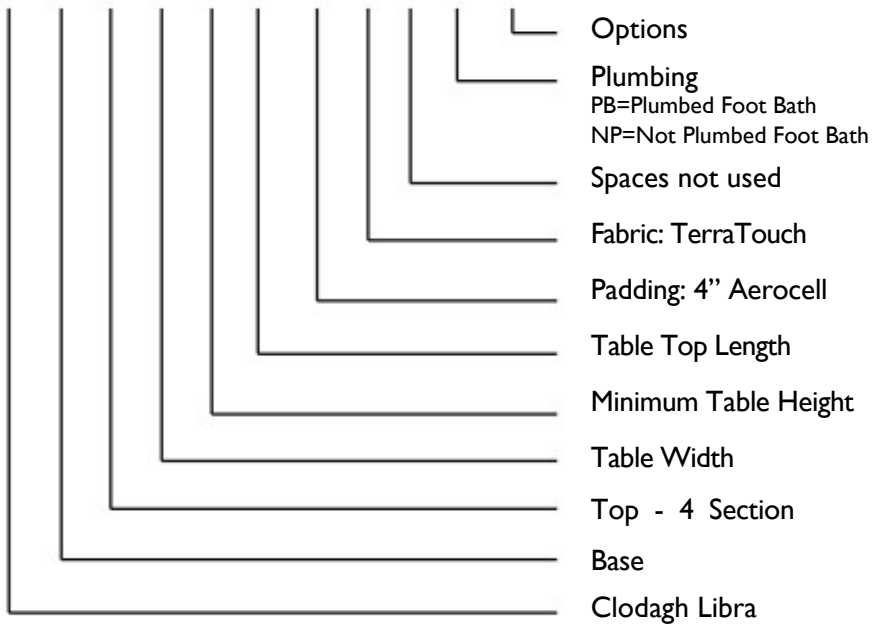 Options
Plumbing
PB=Plumbed Foot Bath
NP=Not Plumbed Foot Bath
Spaces not used
Fabric: TerraTouch
Padding: 4” Aerocell
Table Top Length
Minimum Table Height
Table Width
Top - 4 Section
Base
Clodagh Libra